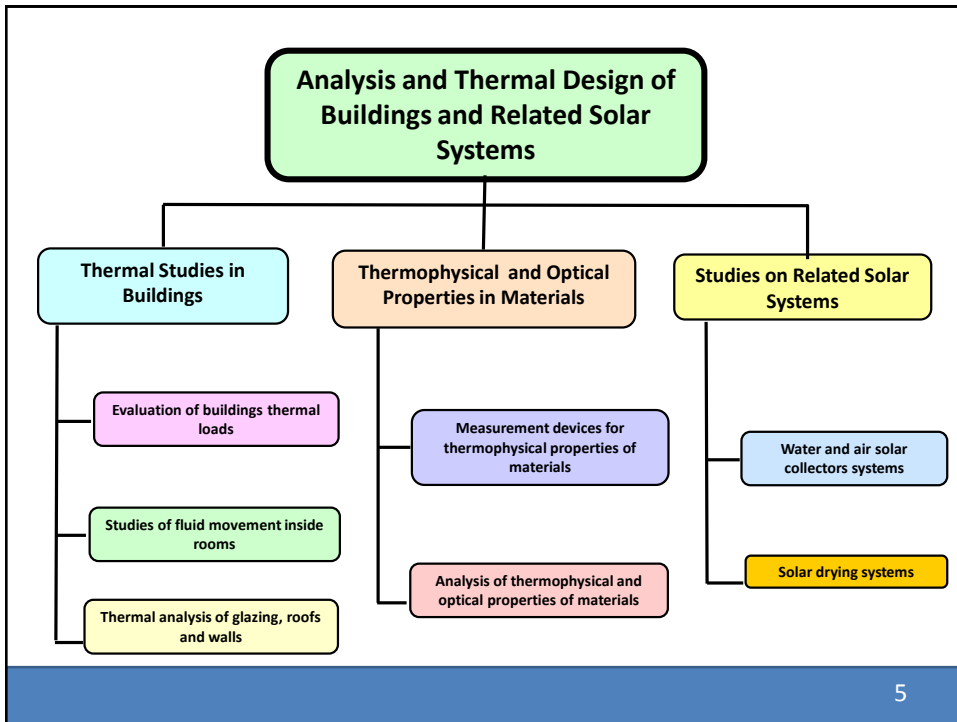 Analysis and Thermal Design of
Buildings and Related Solar
Systems
Thermal Studies in
Buildings
Evaluation of buildings thermal
loads
Studies of fluid movement inside
rooms
Thermal analysis of glazing, roofs
and walls
Thermophysical and Optical
Properties in Materials
Measurement devices for
thermophysical properties of
materials
Analysis of thermophysical and
optical properties of materials
Studies on Related Solar
Systems
Water and air solar
collectors systems
Solar drying systems
5